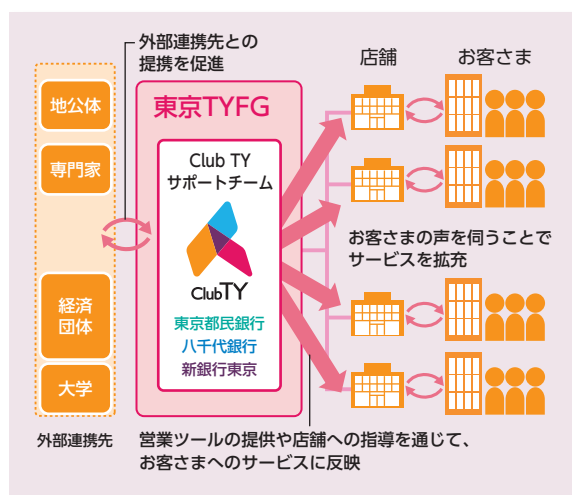 外部連携先との
提携を促進
店舗
お客さま
地公体
専門家
経済
団体
大学
外部連携先
東京TYFG
Club TY
サポートチーム
ClubTY
東京都民銀行
八千代銀行
新銀行東京
お客さまの声を伺うことで
サービスを拡充
営業ツールの提供や店舗への指導を通じて、
お客さまへのサービスに反映